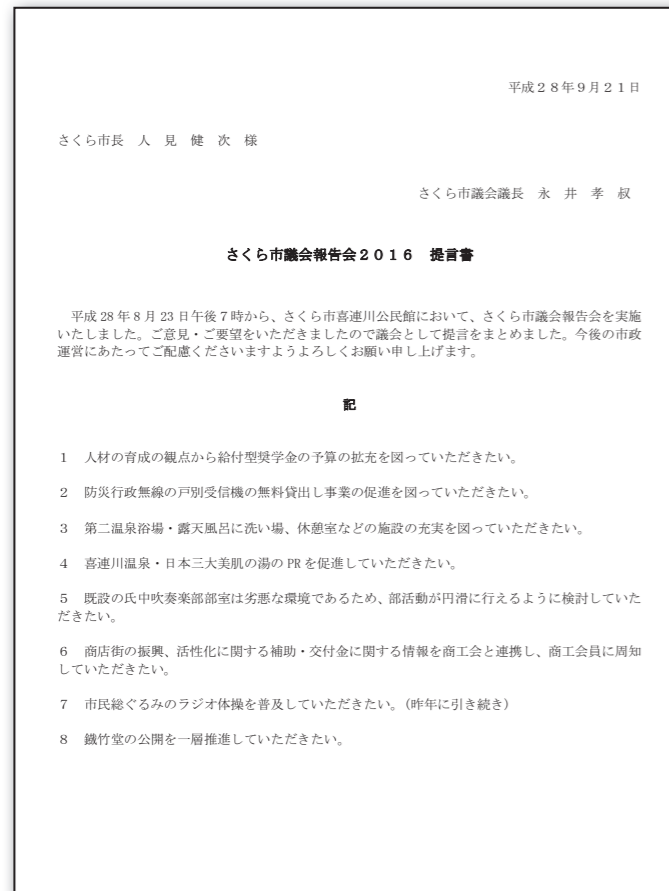 平成２８年９月２１日
さくら市長　人　見　健　次　様
さくら市議会議長　永　井　孝　叔
さくら市議会報告会２０１６　提言書
平成 28 年 8 月 23 日午後７時から、さくら市喜連川公民館において、さくら市議会報告会を実施
いたしました。ご意見・ご要望をいただきましたので議会として提言をまとめました。今後の市政
運営にあたってご配慮くださいますようよろしくお願い申し上げます。
記
１　人材の育成の観点から給付型奨学金の予算の拡充を図っていただきたい。
２　防災行政無線の戸別受信機の無料貸出し事業の促進を図っていただきたい。
３　第二温泉浴場・露天風呂に洗い場、休憩室などの施設の充実を図っていただきたい。
４　喜連川温泉・日本三大美肌の湯の PR を促進していただきたい。
５　既設の氏中吹奏楽部部室は劣悪な環境であるため、部活動が円滑に行えるように検討していた
だきたい。
６　商店街の振興、活性化に関する補助・交付金に関する情報を商工会と連携し、商工会員に周知
していただきたい。
７　市民総ぐるみのラジオ体操を普及していただきたい。（昨年に引き続き）
８　鐵竹堂の公開を一層推進していただきたい。